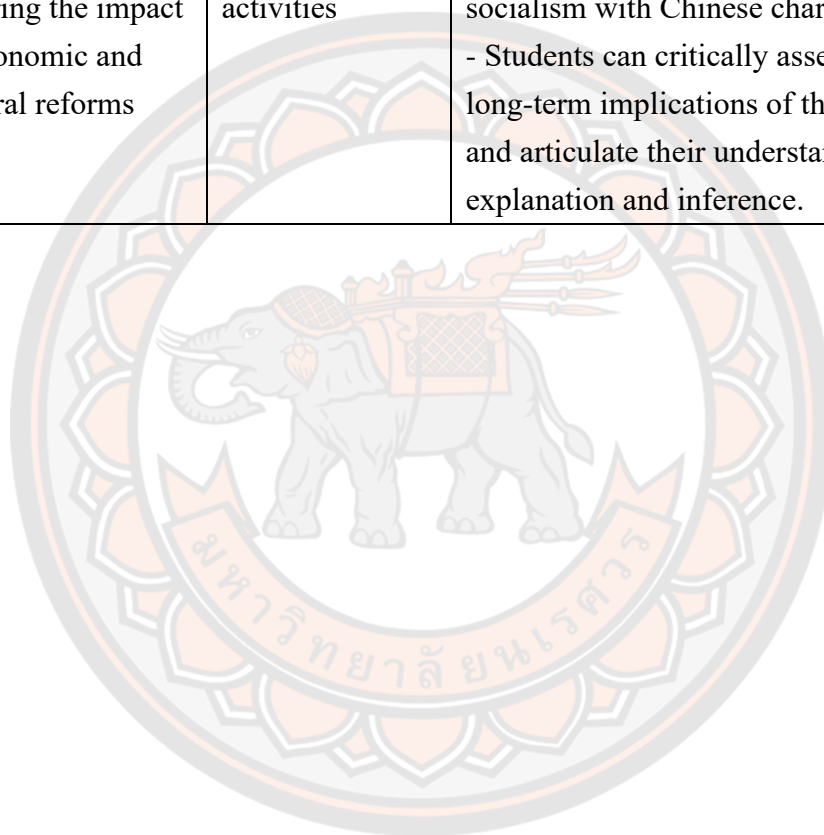 ring the impact activities socialism with Chinese char
onomic and - Students can critically asse
ral reforms long-term implications of th
and articulate their understa
explanation and inference.
มหาวิทยาลัยนเรศวร